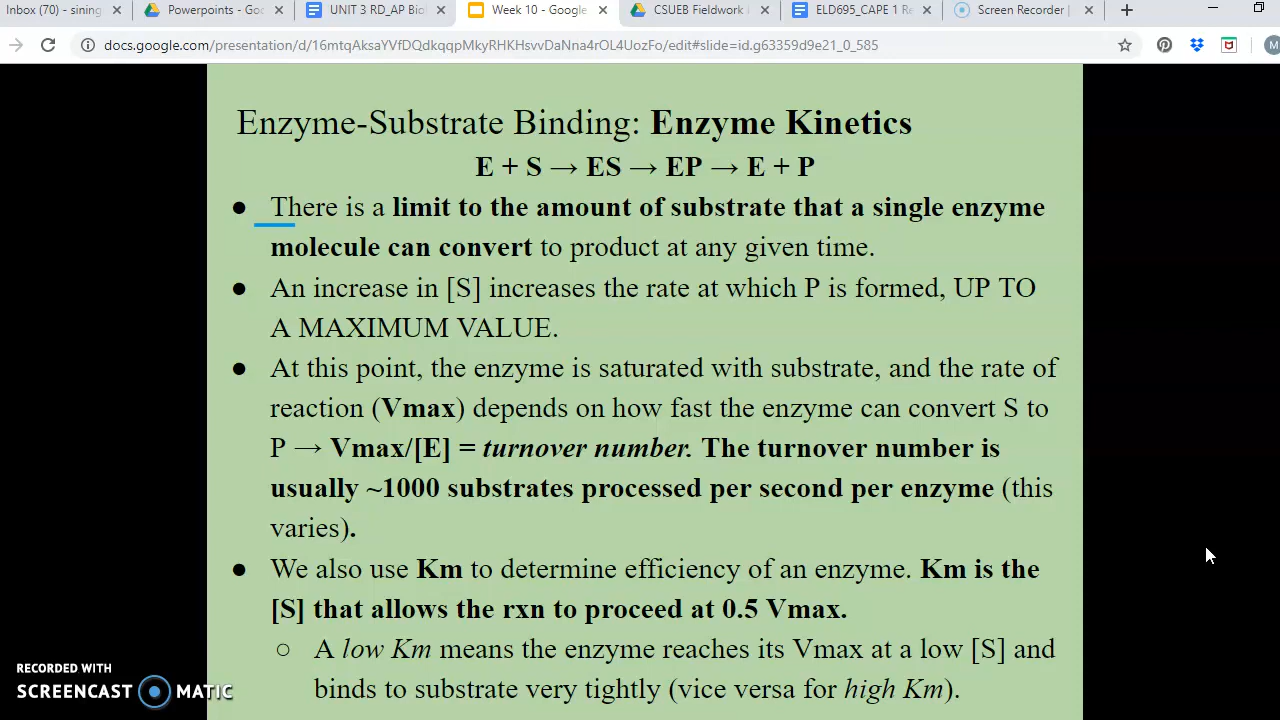 Inbox (70) - sining
Powerpoints - Goog
UNIT 3 RD_AP Bio
Week 10 - Google
CSUEB Fieldwork
ELD695_CAPE 1 Re
Screen Recorder |
docs.google.com/presentation/d/16mtqAksaYVfDQdkqqpMkyRHKHsvvDaNna4rOL4UozFo/edit#slide=id.g63359d9e21_0_585
M
Enzyme-Substrate Binding: Enzyme Kinetics
E + S → ES → EP → E + P
● There is a limit to the amount of substrate that a single enzyme
molecule can convert to product at any given time.
● An increase in [S] increases the rate at which P is formed, UP TO
A MAXIMUM VALUE.
● At this point, the enzyme is saturated with substrate, and the rate of
reaction (Vmax) depends on how fast the enzyme can convert S to
P → Vmax/[E] = turnover number. The turnover number is
usually ~1000 substrates processed per second per enzyme (this
varies).
● We also use Km to determine efficiency of an enzyme. Km is the
[S] that allows the rxn to proceed at 0.5 Vmax.
○ A low Km means the enzyme reaches its Vmax at a low [S] and
binds to substrate very tightly (vice versa for high Km).
RECORDED WITH
SCREENCAST MATIC